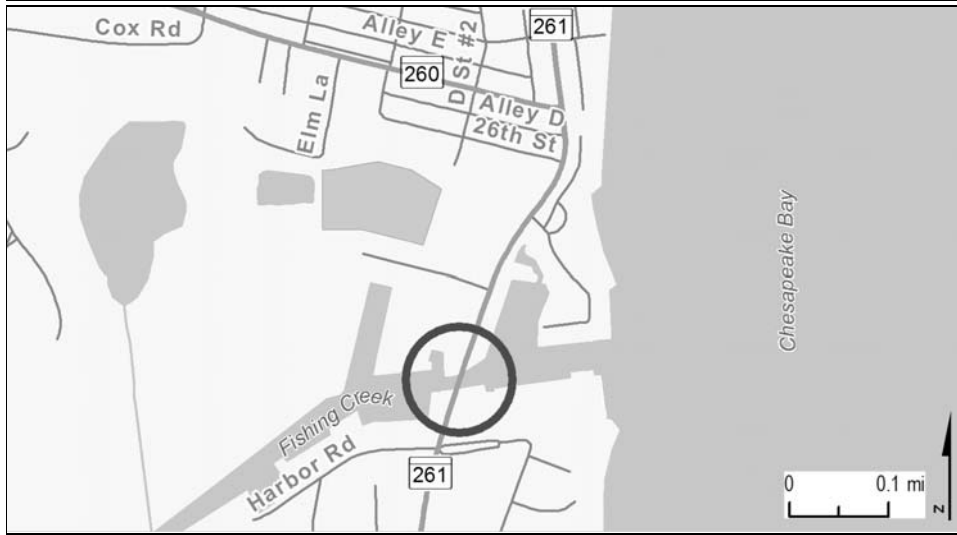 Cox Rd
Alley E
D St #2
261
260
Elm La
Alley D
26th St
Chesapeake Bay
Fishing Creek
Harbor Rd
261
0 0.1 mi
N